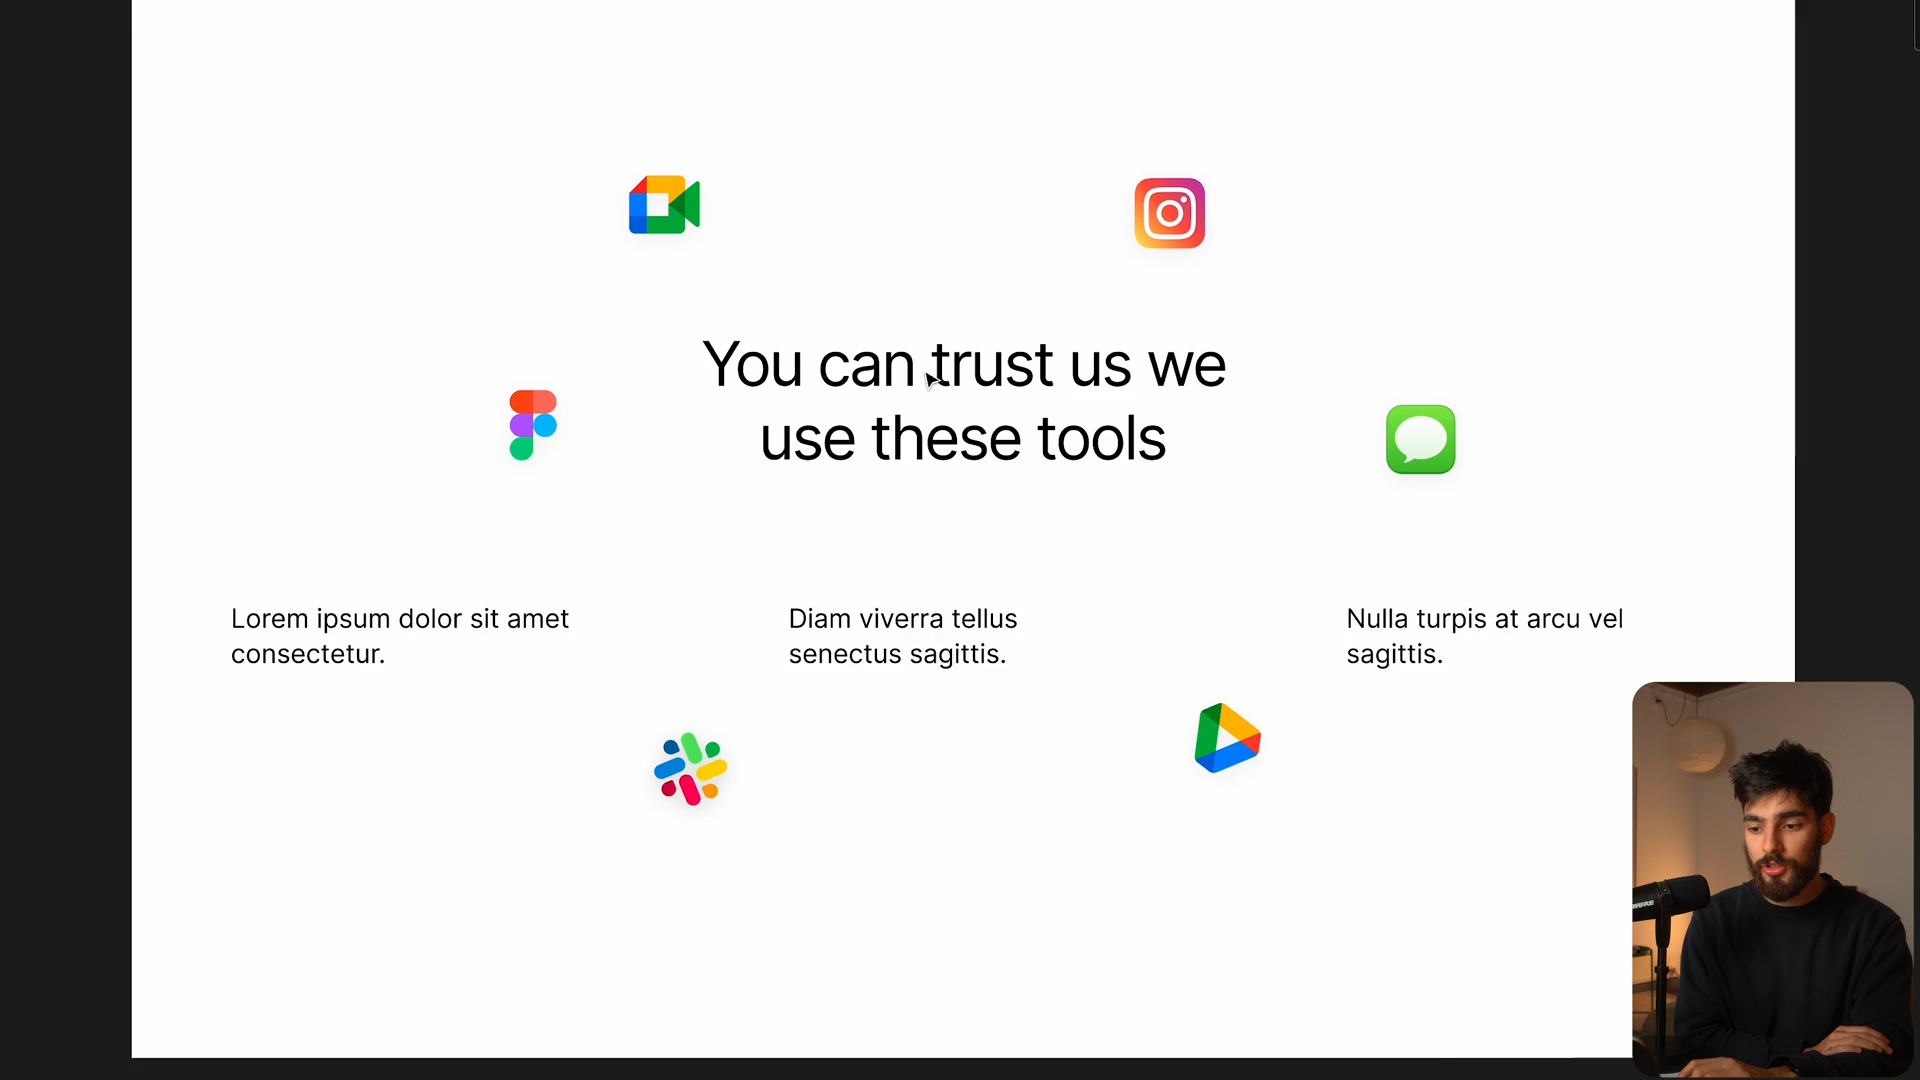 You can trust us we
use these tools
Lorem ipsum dolor sit amet
consectetur.
Diam viverra tellus
senectus sagittis.
Nulla turpis at arcu vel
sagittis.